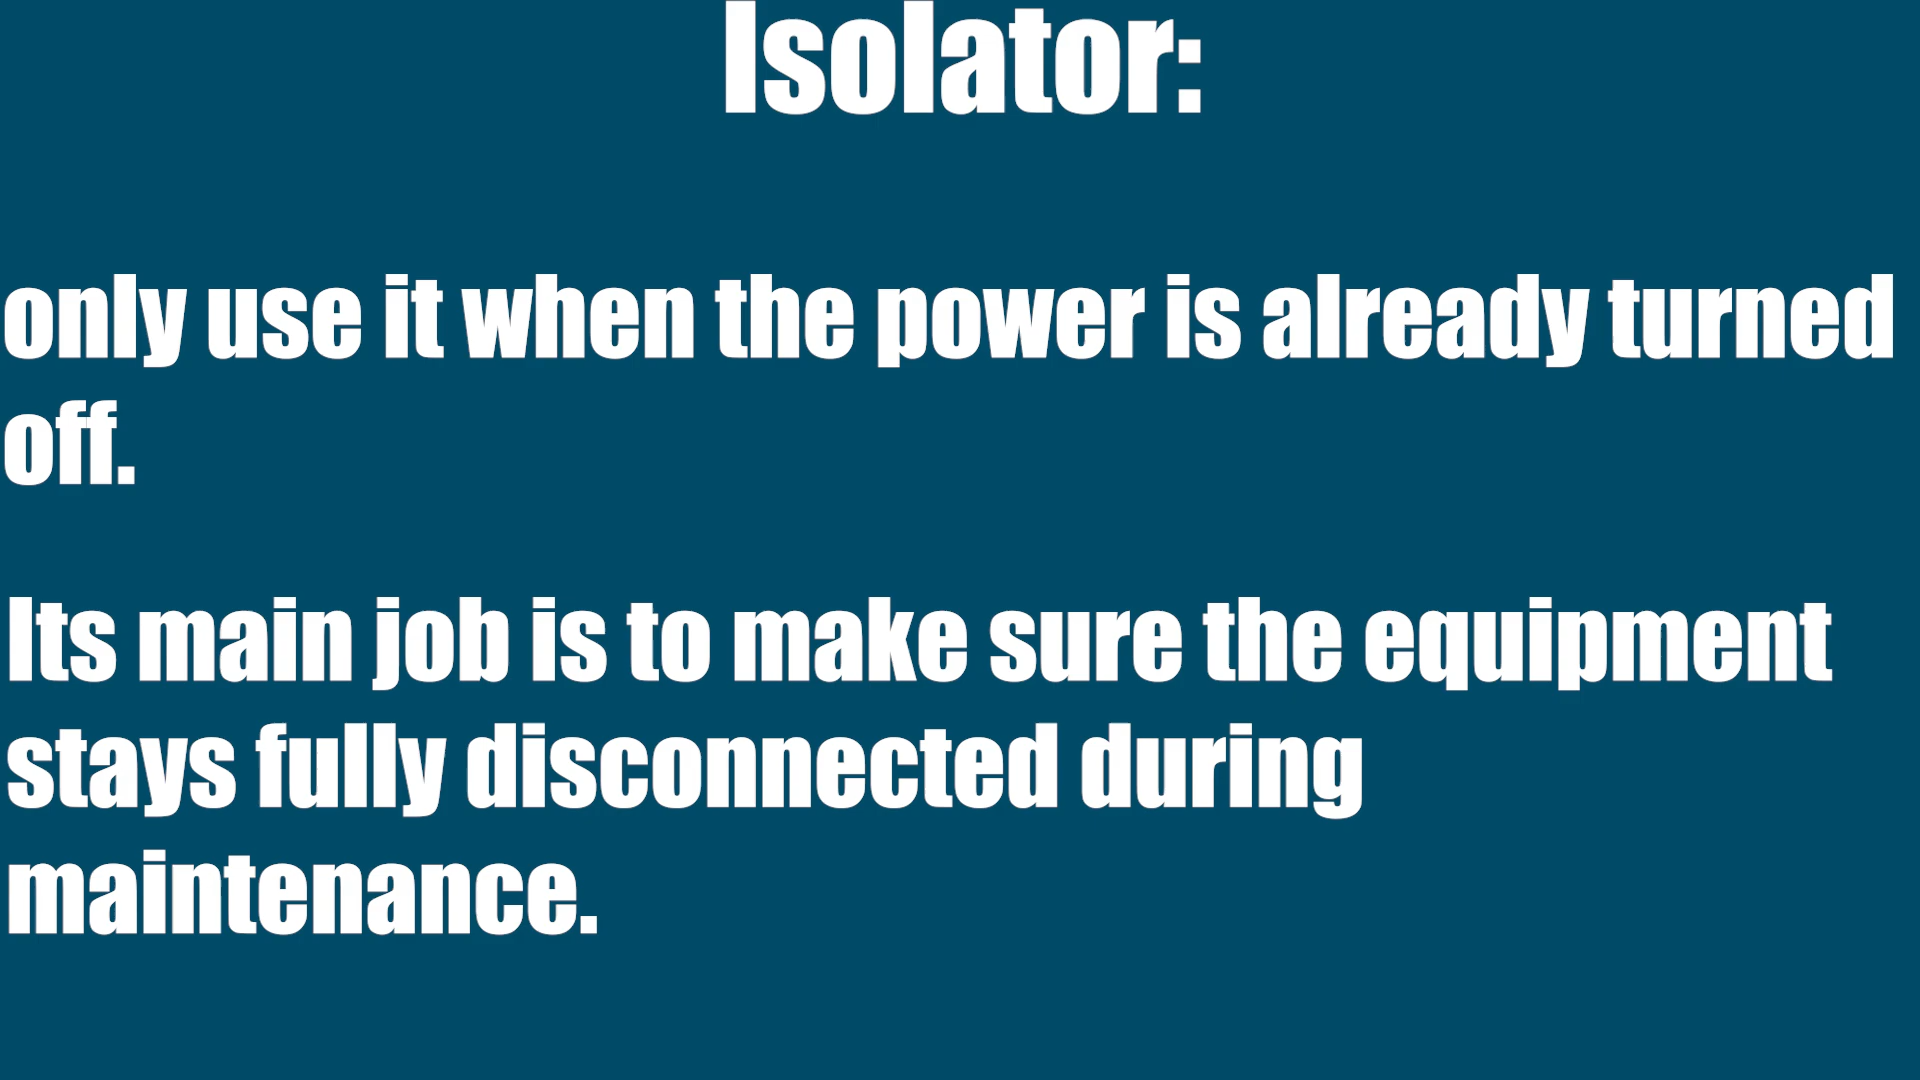 Isolator:
only use it when the power is already turned
off.
Its main job is to make sure the equipment
stays fully disconnected during
maintenance.